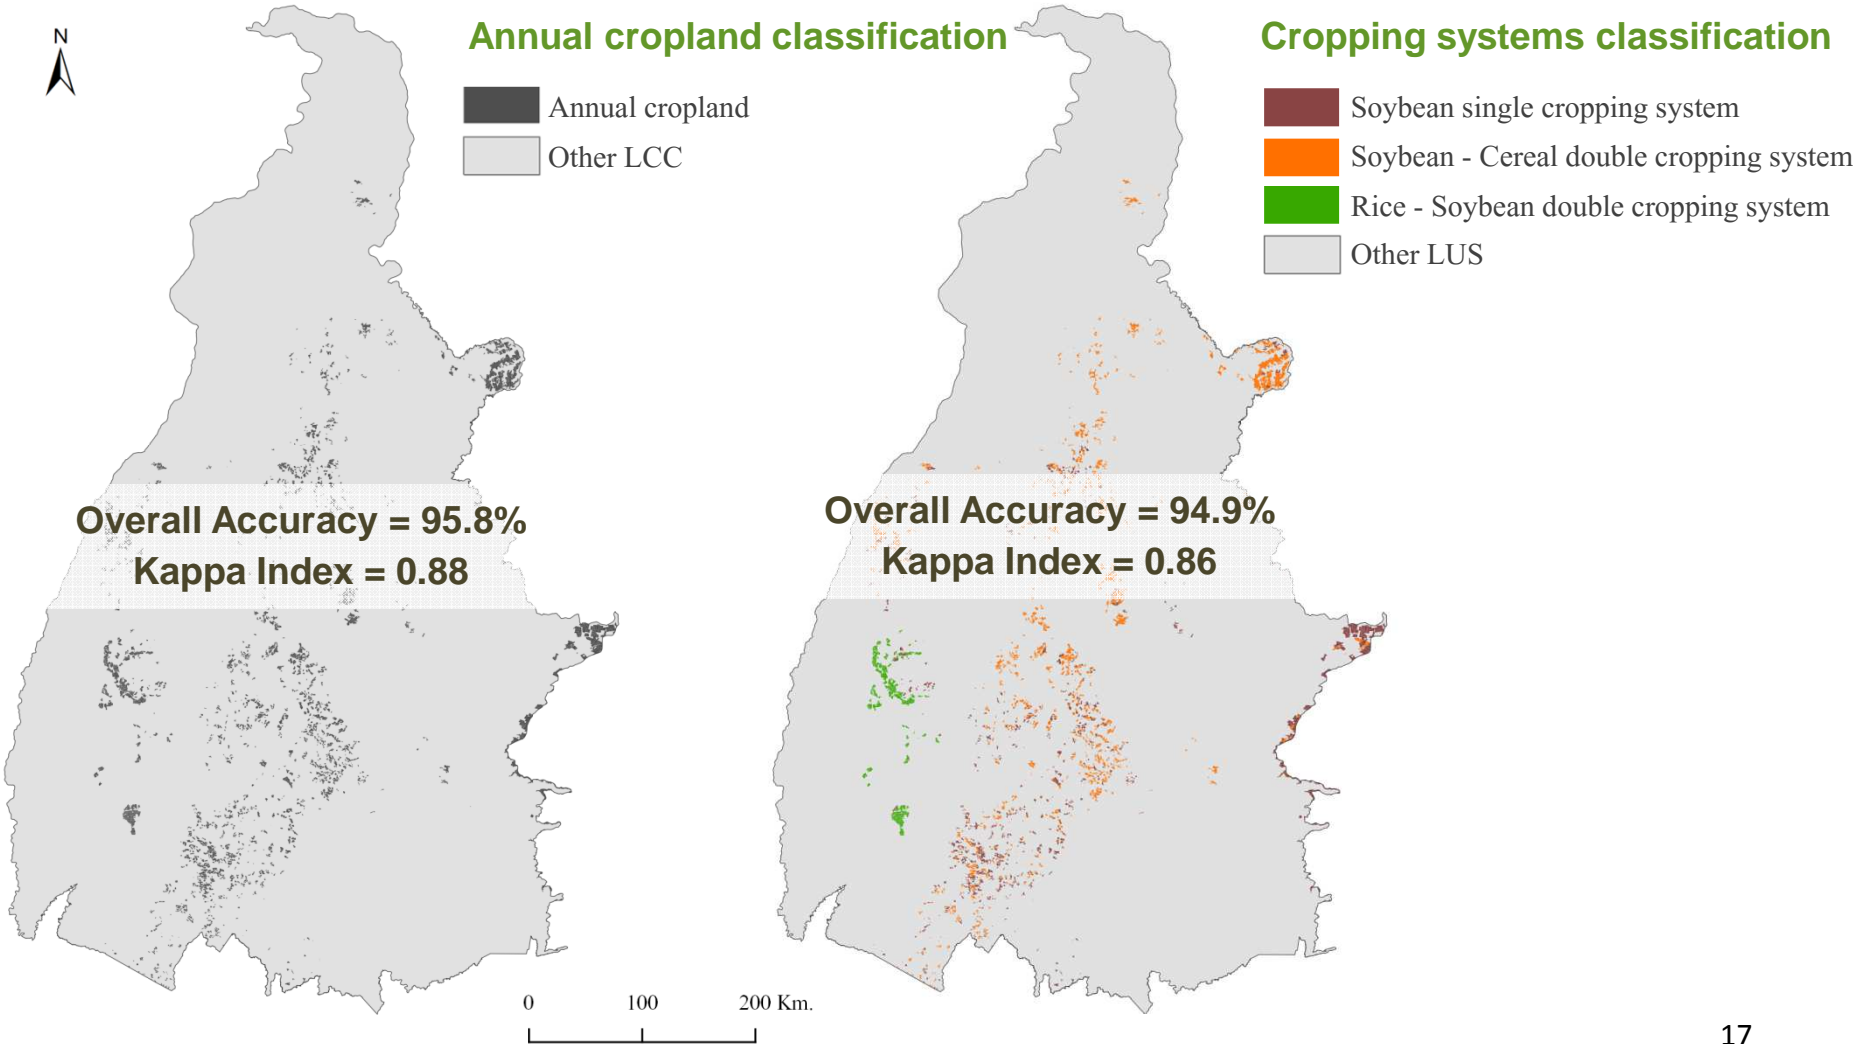 N
Annual cropland classification
Annual cropland
Other LCC
Overall Accuracy = 95.8%
Kappa Index = 0.88
Cropping systems classification
Soybean single cropping system
Soybean - Cereal double cropping system
Rice - Soybean double cropping system
Other LUS
Overall Accuracy = 94.9%
Kappa Index = 0.86
0 100 200 Km.
17